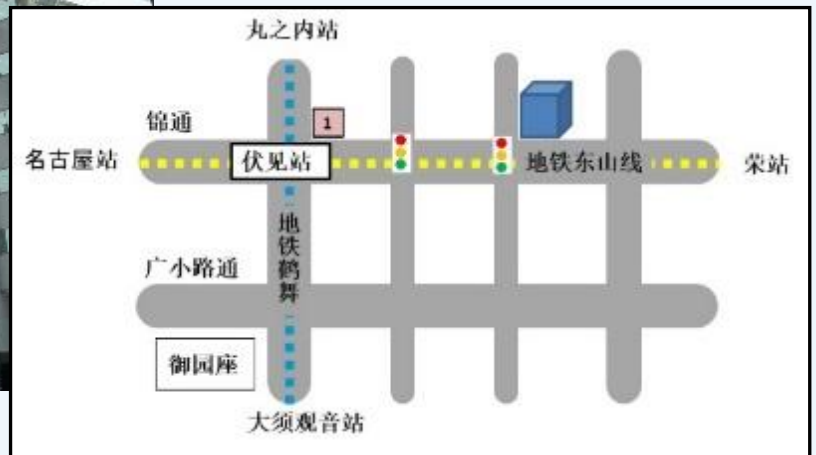 丸之内站
锦通
1
名古屋站
伏见站
地铁东山线
荣站
地铁鹤舞
广小路通
御园座
大须观音站